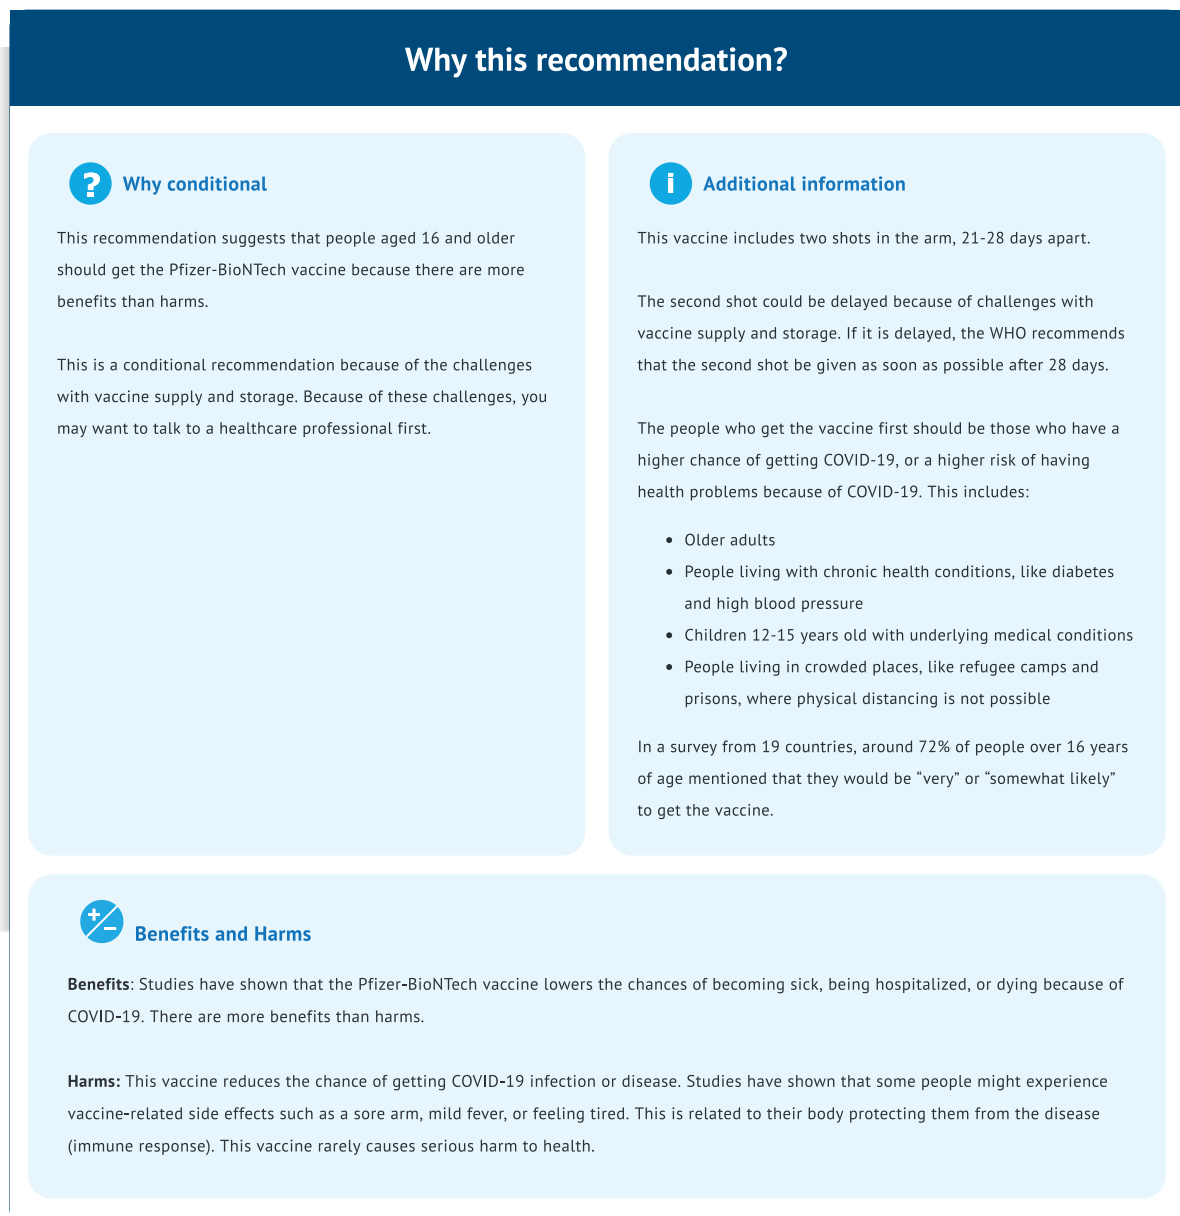 Why this recommendation?
? Why conditional
This recommendation suggests that people aged 16 and older
should get the Pfizer-BioNTech vaccine because there are more
benefits than harms.
This is a conditional recommendation because of the challenges
with vaccine supply and storage. Because of these challenges, you
may want to talk to a healthcare professional first.
i Additional information
This vaccine includes two shots in the arm, 21-28 days apart.
The second shot could be delayed because of challenges with
vaccine supply and storage. If it is delayed, the WHO recommends
that the second shot be given as soon as possible after 28 days.
The people who get the vaccine first should be those who have a
higher chance of getting COVID-19, or a higher risk of having
health problems because of COVID-19. This includes:
• Older adults
• People living with chronic health conditions, like diabetes
and high blood pressure
• Children 12-15 years old with underlying medical conditions
• People living in crowded places, like refugee camps and
prisons, where physical distancing is not possible
In a survey from 19 countries, around 72% of people over 16 years
of age mentioned that they would be “very” or “somewhat likely”
to get the vaccine.
Benefits and Harms
Benefits: Studies have shown that the Pfizer-BioNTech vaccine lowers the chances of becoming sick, being hospitalized, or dying because of
COVID-19. There are more benefits than harms.
Harms: This vaccine reduces the chance of getting COVID-19 infection or disease. Studies have shown that some people might experience
vaccine-related side effects such as a sore arm, mild fever, or feeling tired. This is related to their body protecting them from the disease
(immune response). This vaccine rarely causes serious harm to health.